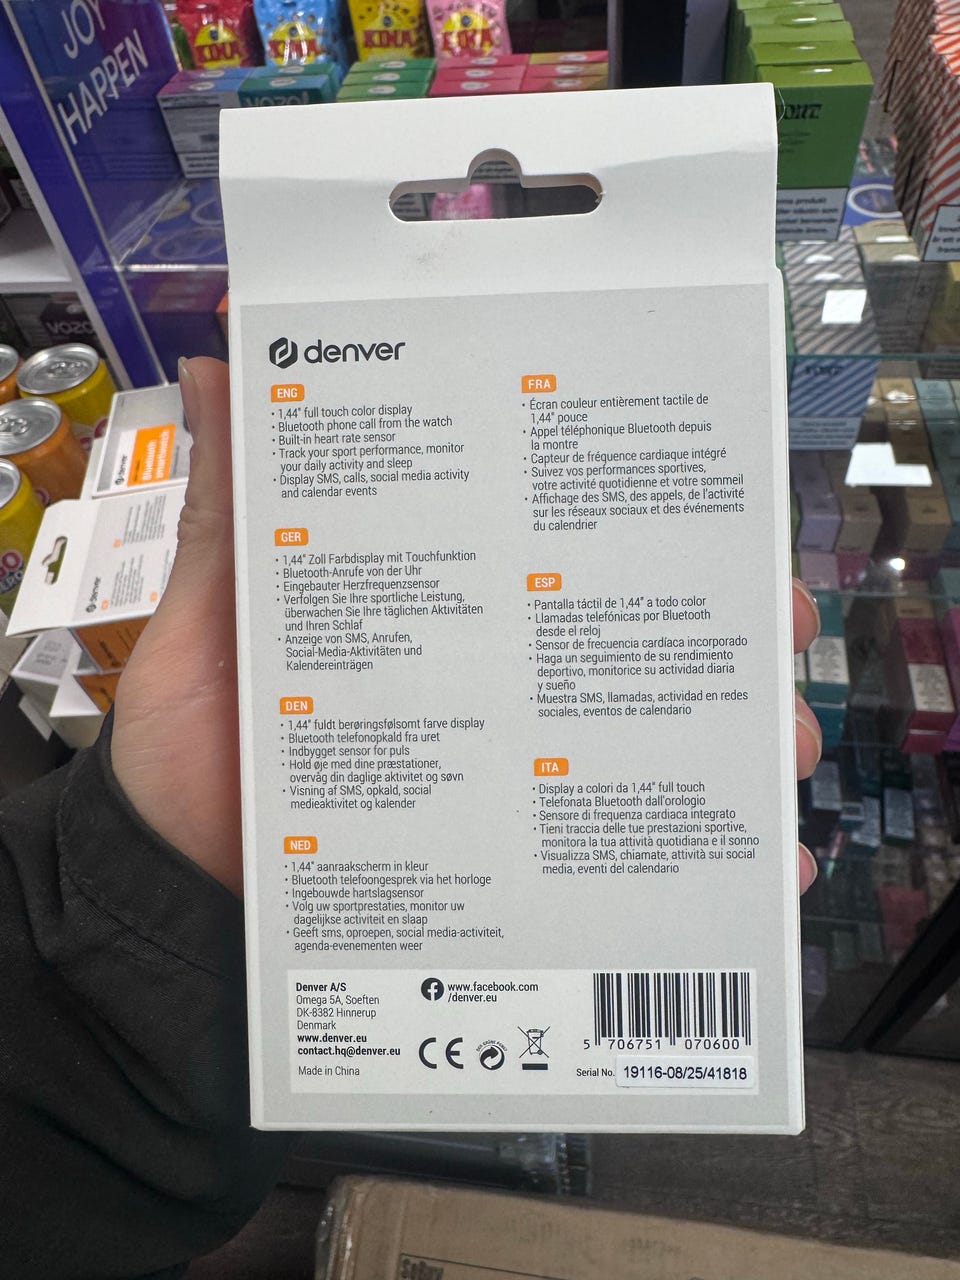 JOY
HAPPEN
KINA
KINA
KINA
KINA
VOZOL
denver
Bluetooth
smartwatch
denver
denver
ENG
• 1,44" full touch color display
• Bluetooth phone call from the watch
• Built-in heart rate sensor
• Track your sport performance, monitor
your daily activity and sleep
• Display SMS, calls, social media activity
and calendar events
GER
• 1,44" Zoll Farbdisplay mit Touchfunktion
• Bluetooth-Anrufe von der Uhr
• Eingebauter Herzfrequenzsensor
• Verfolgen Sie Ihre sportliche Leistung,
überwachen Sie Ihre täglichen Aktivitäten
und Ihren Schlaf
• Anzeige von SMS, Anrufen,
Social-Media-Aktivitäten und
Kalendereinträgen
DEN
• 1,44" fuldt berøringsfølsomt farve display
• Bluetooth telefonopkald fra uret
• Indbygget sensor for puls
• Hold øje med dine præstationer,
overvåg din daglige aktivitet og søvn
• Visning af SMS, opkald, social
medieaktivitet og kalender
NED
• 1,44" aanraakscherm in kleur
• Bluetooth telefoongesprek via het horloge
• Ingebouwde hartslagsensor
• Volg uw sportprestaties, monitor uw
dagelijkse activiteit en slaap
• Geeft sms, oproepen, social media-activiteit,
agenda-evenementen weer
FRA
• Écran couleur entièrement tactile de
1,44" pouce
• Appel téléphonique Bluetooth depuis
la montre
• Capteur de fréquence cardiaque intégré
• Suivez vos performances sportives,
votre activité quotidienne et votre sommeil
• Affichage des SMS, des appels, de l'activité
sur les réseaux sociaux et des événements
du calendrier
ESP
• Pantalla táctil de 1,44" a todo color
• Llamadas telefónicas por Bluetooth
desde el reloj
• Sensor de frecuencia cardíaca incorporado
• Haga un seguimiento de su rendimiento
deportivo, monitorice su actividad diaria
y sueño
• Muestra SMS, llamadas, actividad en redes
sociales, eventos de calendario
ITA
• Display a colori da 1,44" full touch
• Telefonata Bluetooth dall'orologio
• Sensore di frequenza cardiaca integrato
• Tieni traccia delle tue prestazioni sportive,
monitora la tua attività quotidiana e il sonno
• Visualizza SMS, chiamate, attività sui social
media, eventi del calendario
Denver A/S
Omega 5A, Soeften
DK-8382 Hinnerup
Denmark
www.denver.eu
contact.hq@denver.eu
Made in China
www.facebook.com
/denver.eu
CE
5 706751 070600
Serial No. 19116-08/25/41818